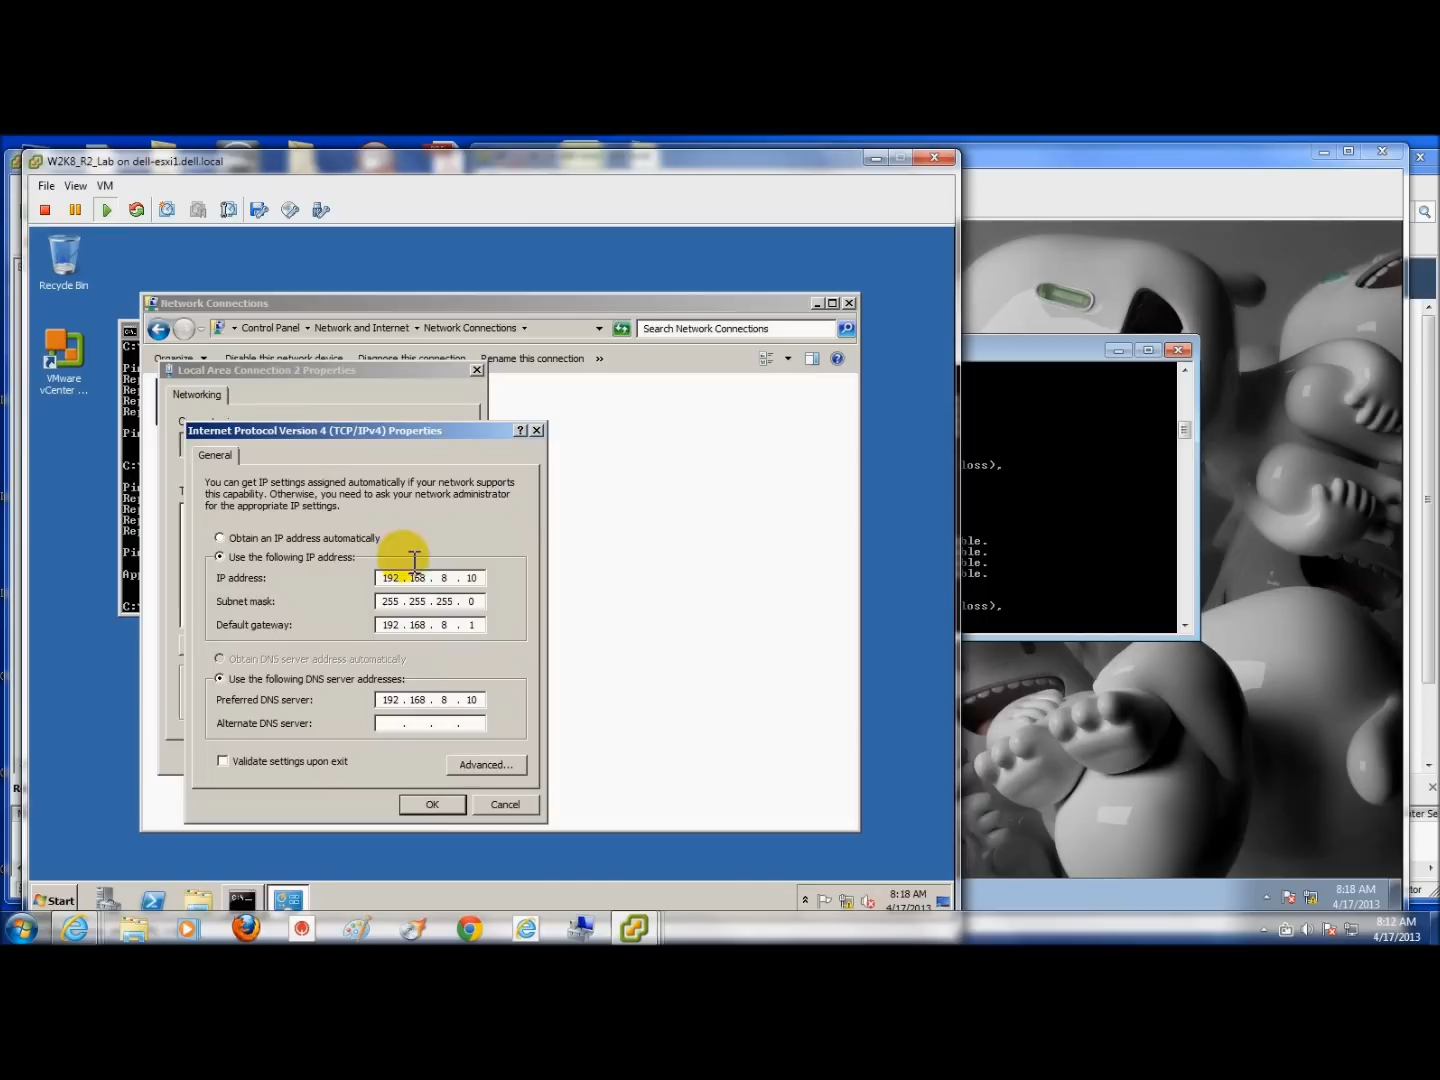 W2K8_R2_Lab on dell-esxi1.dell.local
File View VM
Recycle Bin
VMware
vCenter ...
Network Connections
Control Panel Network and Internet Network Connections
Search Network Connections
Organize Disable this network device Diagnose this connection Rename this connection »
Local Area Connection 2 Properties
Networking
Internet Protocol Version 4 (TCP/IPv4) Properties
General
You can get IP settings assigned automatically if your network supports
this capability. Otherwise, you need to ask your network administrator
for the appropriate IP settings.
Obtain an IP address automatically
Use the following IP address:
IP address: 192 . 168 . 8 . 10
Subnet mask: 255 . 255 . 255 . 0
Default gateway: 192 . 168 . 8 . 1
Obtain DNS server address automatically
Use the following DNS server addresses:
Preferred DNS server: 192 . 168 . 8 . 10
Alternate DNS server: . . .
Validate settings upon exit
Advanced...
OK Cancel
loss),
ble.
ble.
ble.
ble.
loss),
Start
8:18 AM
4/17/2013
8:18 AM
4/17/2013
8:12 AM
4/17/2013